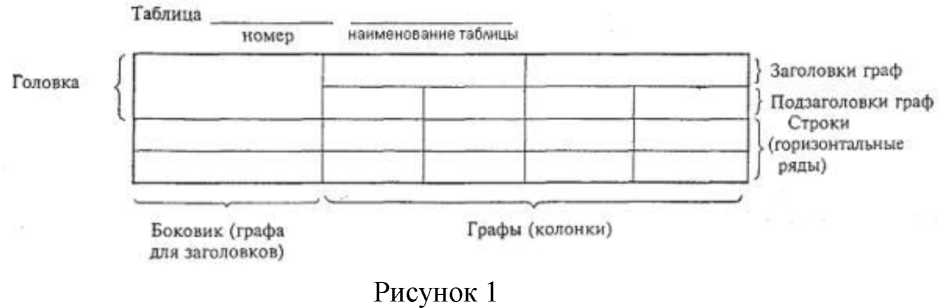 Таблица
номер наименование таблицы
Головка
Заголовки граф
Подзаголовки граф
Строки
(горизонтальные
ряды)
Боковик (графа
для заголовков)
Графы (колонки)
Рисунок 1